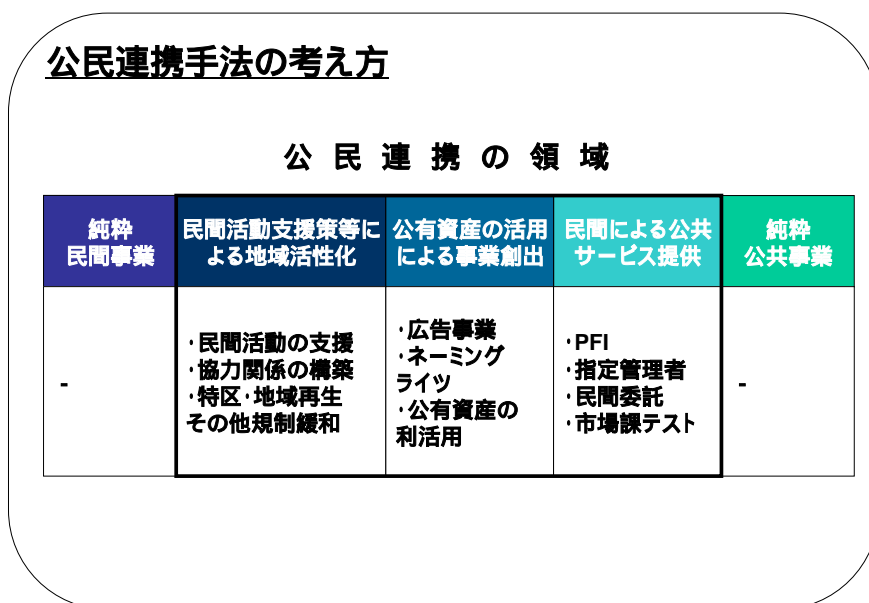 公民連携手法の考え方
公 民 連 携 の 領 域
純粋
民間事業
民間活動支援策等に
よる地域活性化
公有資産の活用
による事業創出
民間による公共
サービス提供
純粋
公共事業
-
･民間活動の支援
･協力関係の構築
･特区･地域再生
その他規制緩和
･広告事業
･ネーミング
ライツ
･公有資産の
利活用
･PFI
･指定管理者
･民間委託
･市場課テスト
-